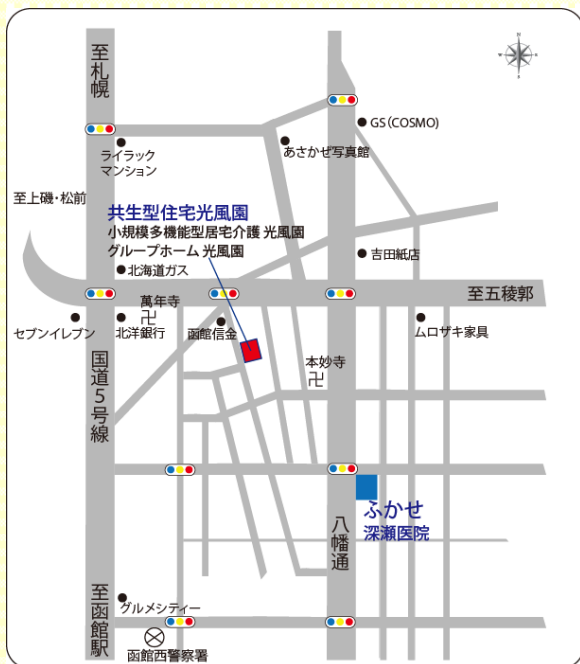 至札幌
GS（COSMO）
ライラック
マンション
あさかぜ写真館
至上磯・松前
共生型住宅光風園
小規模多機能型居宅介護 光風園
グループホーム 光風園
吉田紙店
北海道ガス
至五稜郭
萬年寺
卍
セブンイレブン
北洋銀行
函館信金
ムロザキ家具
本妙寺
卍
国道5号線
ふかせ
深瀬医院
八幡通
至函館駅
グルメシティー
函館西警察署